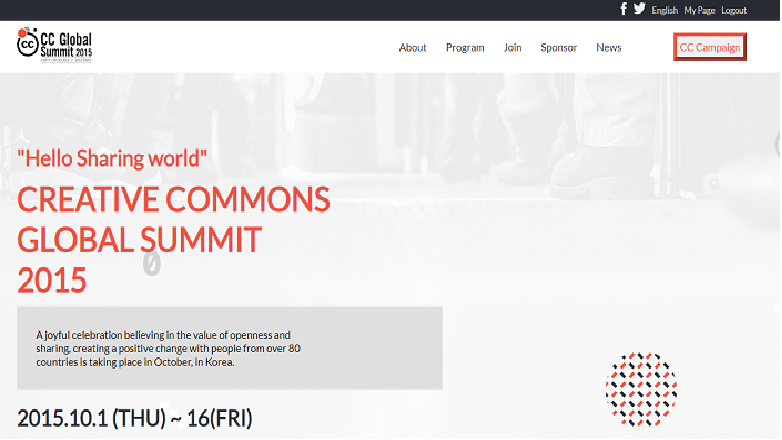 English My Page Logout
CC CC Global
Summit 2015
About Program Join Sponsor News CC Campaign
"Hello Sharing world"
CREATIVE COMMONS
GLOBAL SUMMIT
2015
0
A joyful celebration believing in the value of openness and
sharing, creating a positive change with people from over 80
countries is taking place in October, in Korea.
2015.10.1 (THU) ~ 16(FRI)